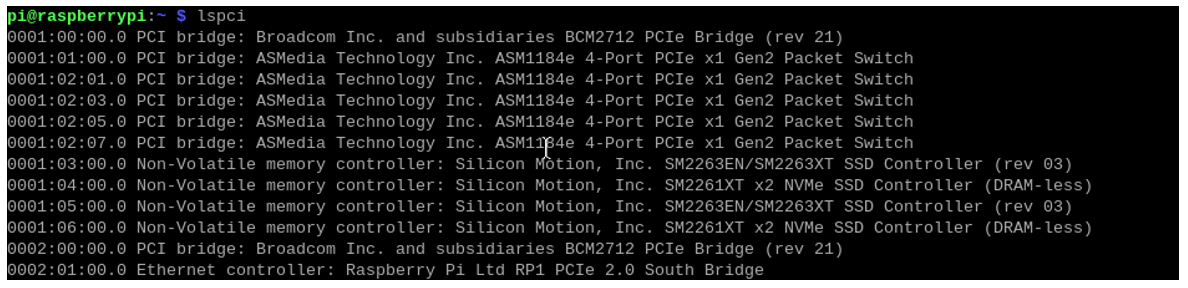 pi@raspberrypi:~ $ lspci
0001:00:00.0 PCI bridge: Broadcom Inc. and subsidiaries BCM2712 PCIe Bridge (rev 21)
0001:01:00.0 PCI bridge: ASMedia Technology Inc. ASM1184e 4-Port PCIe x1 Gen2 Packet Switch
0001:02:01.0 PCI bridge: ASMedia Technology Inc. ASM1184e 4-Port PCIe x1 Gen2 Packet Switch
0001:02:03.0 PCI bridge: ASMedia Technology Inc. ASM1184e 4-Port PCIe x1 Gen2 Packet Switch
0001:02:05.0 PCI bridge: ASMedia Technology Inc. ASM1184e 4-Port PCIe x1 Gen2 Packet Switch
0001:02:07.0 PCI bridge: ASMedia Technology Inc. ASM1184e 4-Port PCIe x1 Gen2 Packet Switch
0001:03:00.0 Non-Volatile memory controller: Silicon Motion, Inc. SM2263EN/SM2263XT SSD Controller (rev 03)
0001:04:00.0 Non-Volatile memory controller: Silicon Motion, Inc. SM2261XT x2 NVMe SSD Controller (DRAM-less)
0001:05:00.0 Non-Volatile memory controller: Silicon Motion, Inc. SM2263EN/SM2263XT SSD Controller (rev 03)
0001:06:00.0 Non-Volatile memory controller: Silicon Motion, Inc. SM2261XT x2 NVMe SSD Controller (DRAM-less)
0002:00:00.0 PCI bridge: Broadcom Inc. and subsidiaries BCM2712 PCIe Bridge (rev 21)
0002:01:00.0 Ethernet controller: Raspberry Pi Ltd RP1 PCIe 2.0 South Bridge